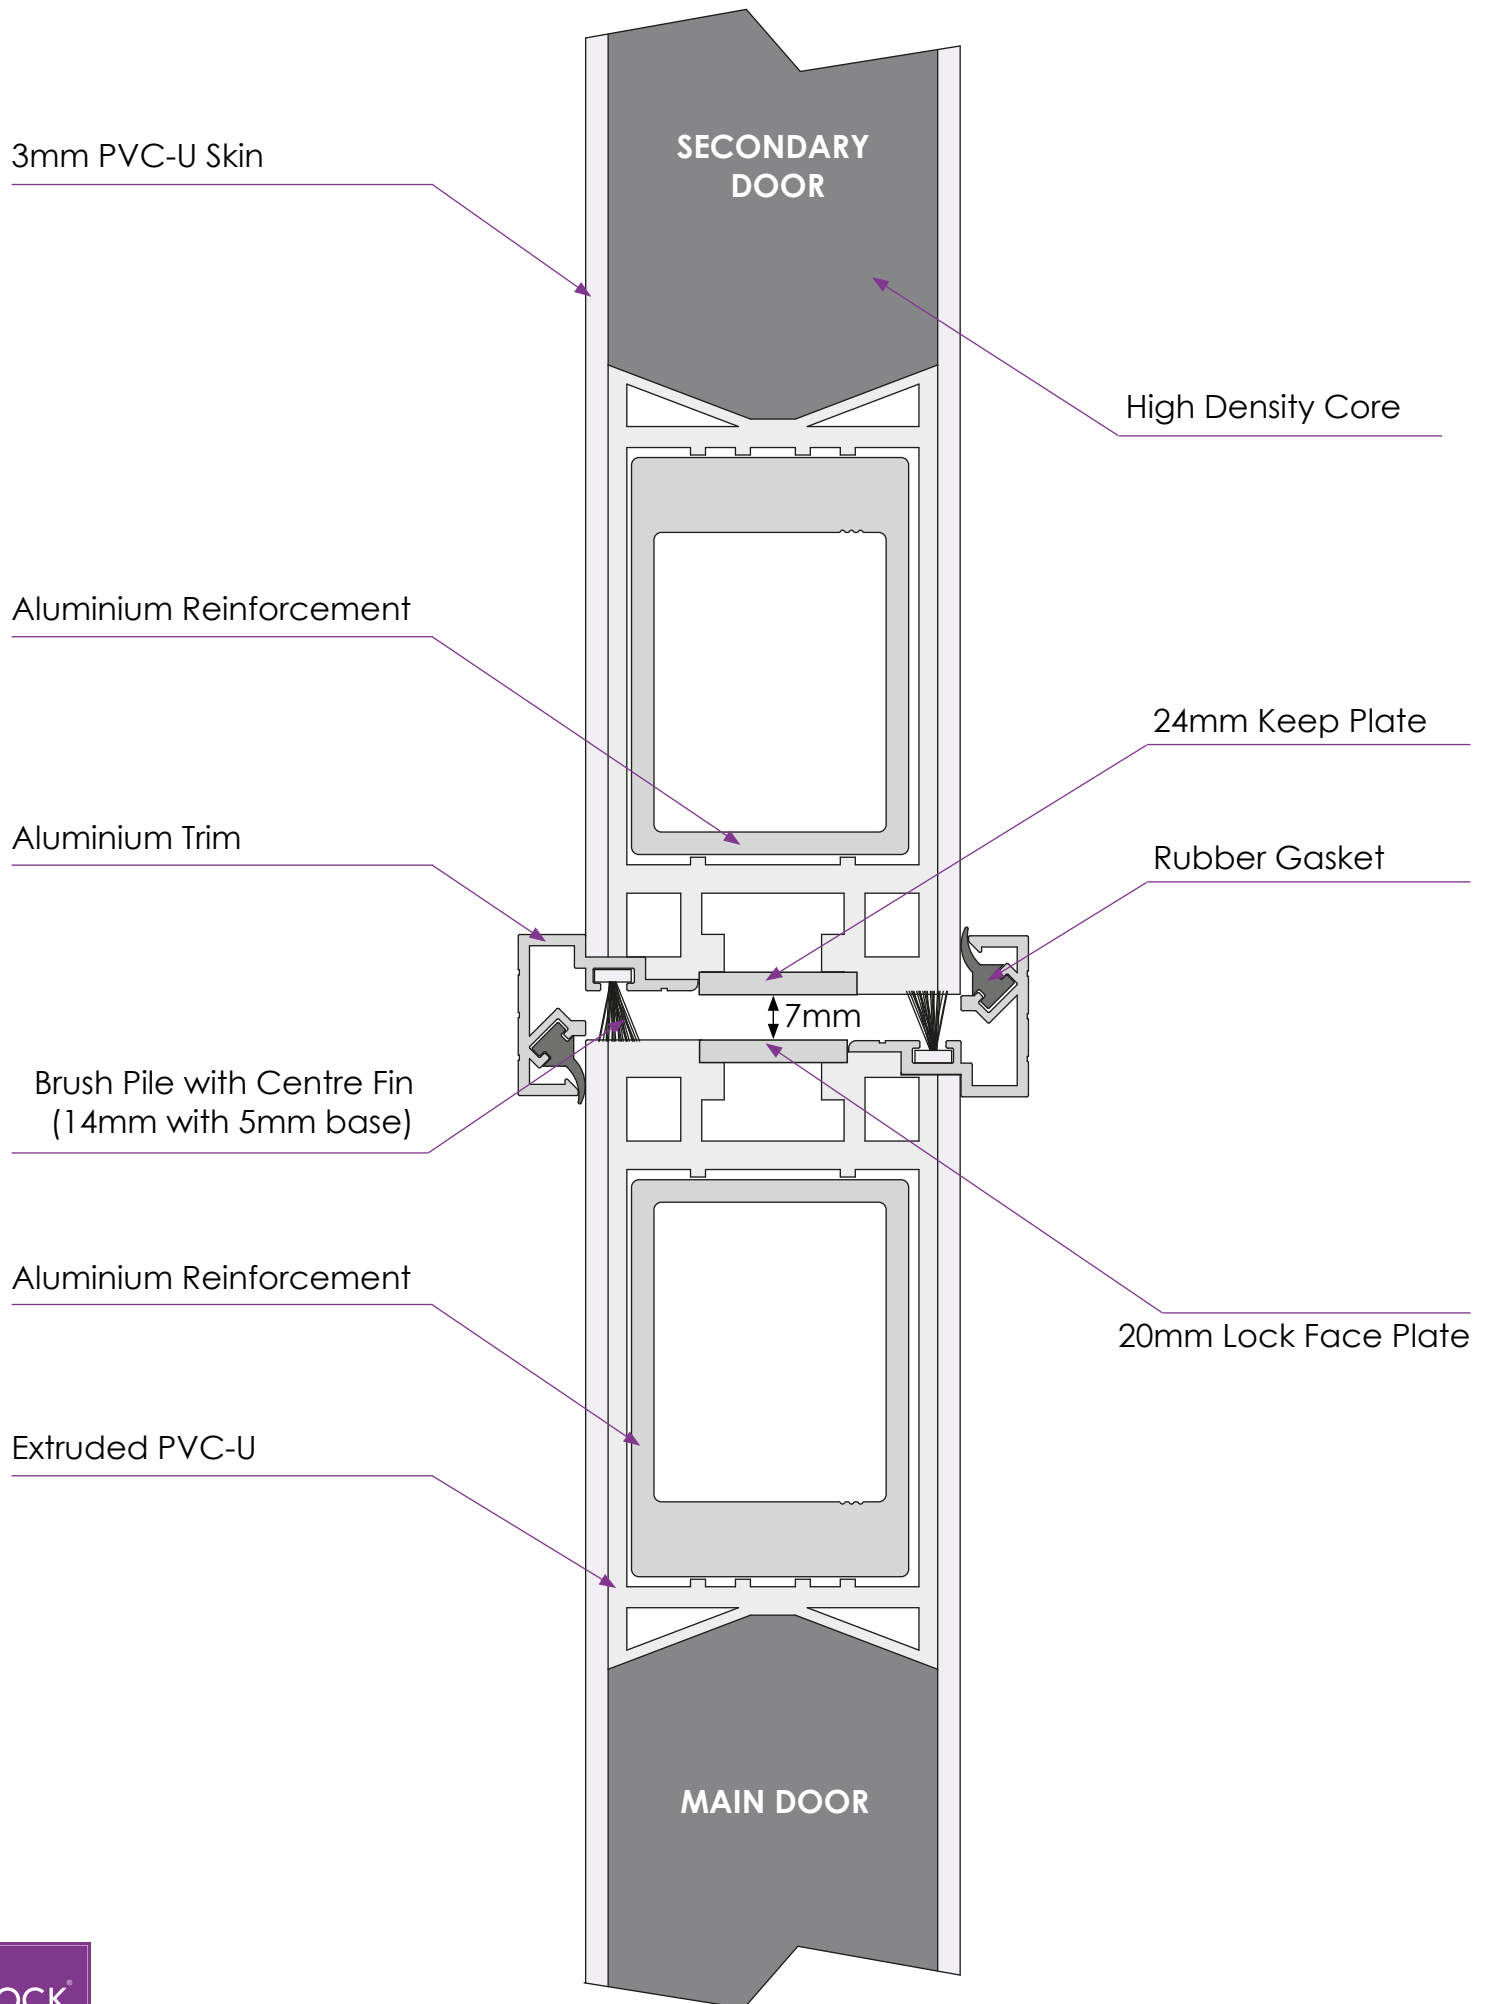 SECONDARY
DOOR
3mm PVC-U Skin
High Density Core
Aluminium Reinforcement
24mm Keep Plate
Aluminium Trim
Rubber Gasket
7mm
Brush Pile with Centre Fin
(14mm with 5mm base)
Aluminium Reinforcement
20mm Lock Face Plate
Extruded PVC-U
MAIN DOOR